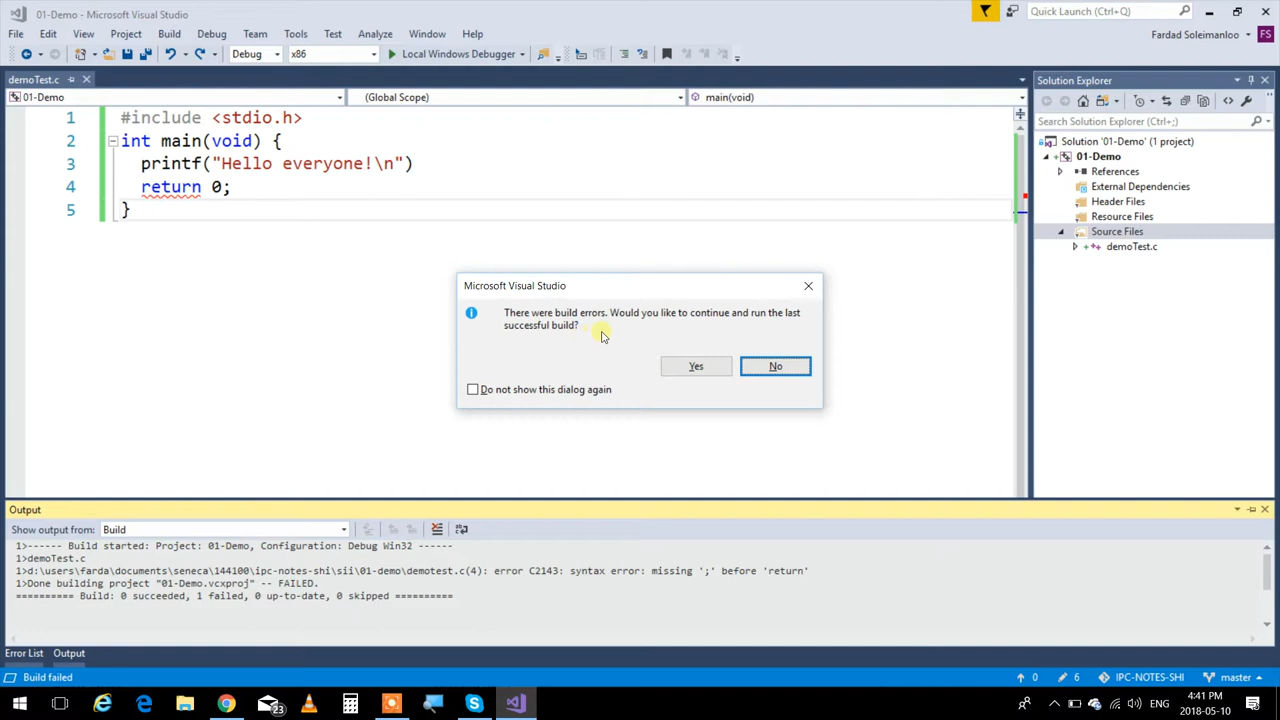 01-Demo - Microsoft Visual Studio
Quick Launch (Ctrl+Q)
File Edit View Project Build Debug Team Tools Test Analyze Window Help
Fardad Soleimanloo
FS
Debug x86 Local Windows Debugger
demoTest.c
01-Demo (Global Scope) main(void)
1 #include <stdio.h>
2 int main(void) {
3 printf("Hello everyone!\n")
4 return 0;
5 }
Solution Explorer
Search Solution Explorer (Ctrl+;)
Solution '01-Demo' (1 project)
01-Demo
References
External Dependencies
Header Files
Resource Files
Source Files
demoTest.c
Microsoft Visual Studio
There were build errors. Would you like to continue and run the last
successful build?
Yes No
Do not show this dialog again
Output
Show output from: Build
1>------ Build started: Project: 01-Demo, Configuration: Debug Win32 ------
1>demoTest.c
1>d:\users\farda\documents\seneca\144100\ipc-notes-shi\sii\01-demo\demotest.c(4): error C2143: syntax error: missing ';' before 'return'
1>Done building project "01-Demo.vcxproj" -- FAILED.
========== Build: 0 succeeded, 1 failed, 0 up-to-date, 0 skipped ==========
Error List Output
Build failed
0 6 IPC-NOTES-SHI master
23
ENG
4:41 PM
2018-05-10